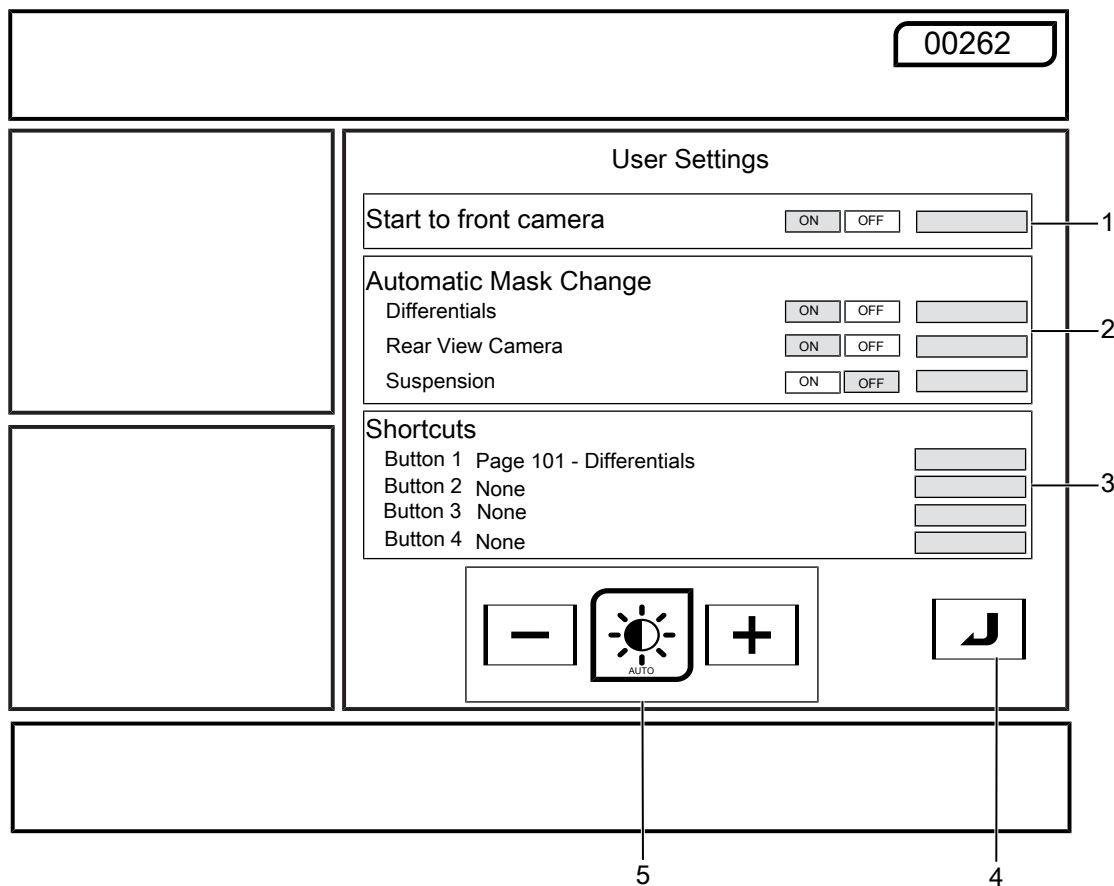 00262
User Settings
Start to front camera ON OFF
1
Automatic Mask Change
Differentials ON OFF
Rear View Camera ON OFF
2
Suspension ON OFF
Shortcuts
Button 1 Page 101 - Differentials
Button 2 None
3
Button 3 None
Button 4 None
AUTO
5
4